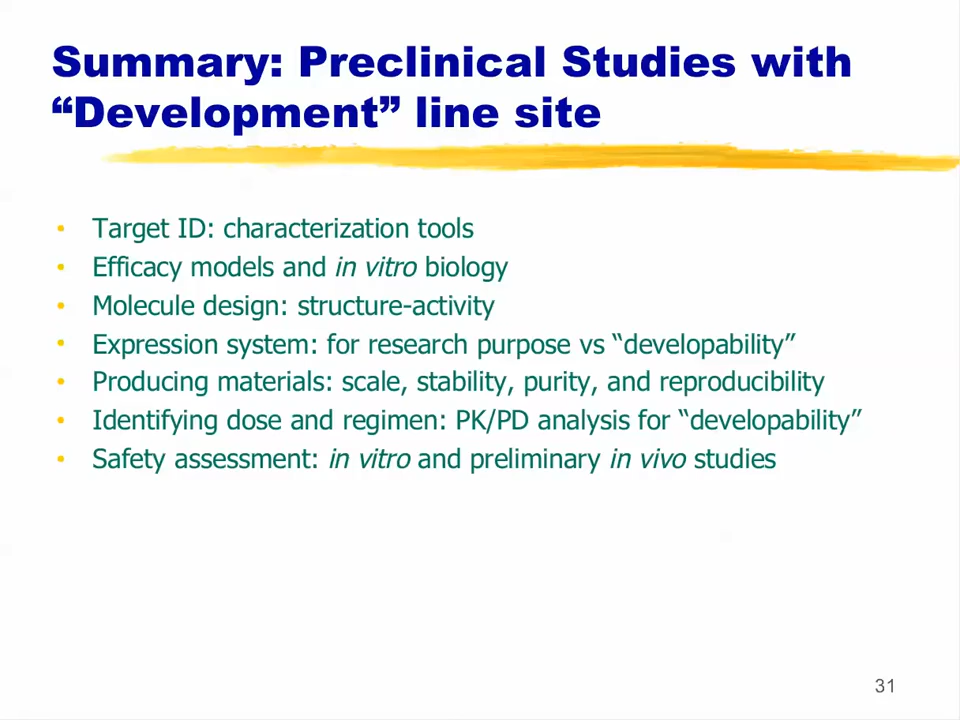 Summary: Preclinical Studies with
“Development” line site
• Target ID: characterization tools
• Efficacy models and in vitro biology
• Molecule design: structure-activity
• Expression system: for research purpose vs “developability”
• Producing materials: scale, stability, purity, and reproducibility
• Identifying dose and regimen: PK/PD analysis for “developability”
• Safety assessment: in vitro and preliminary in vivo studies
31